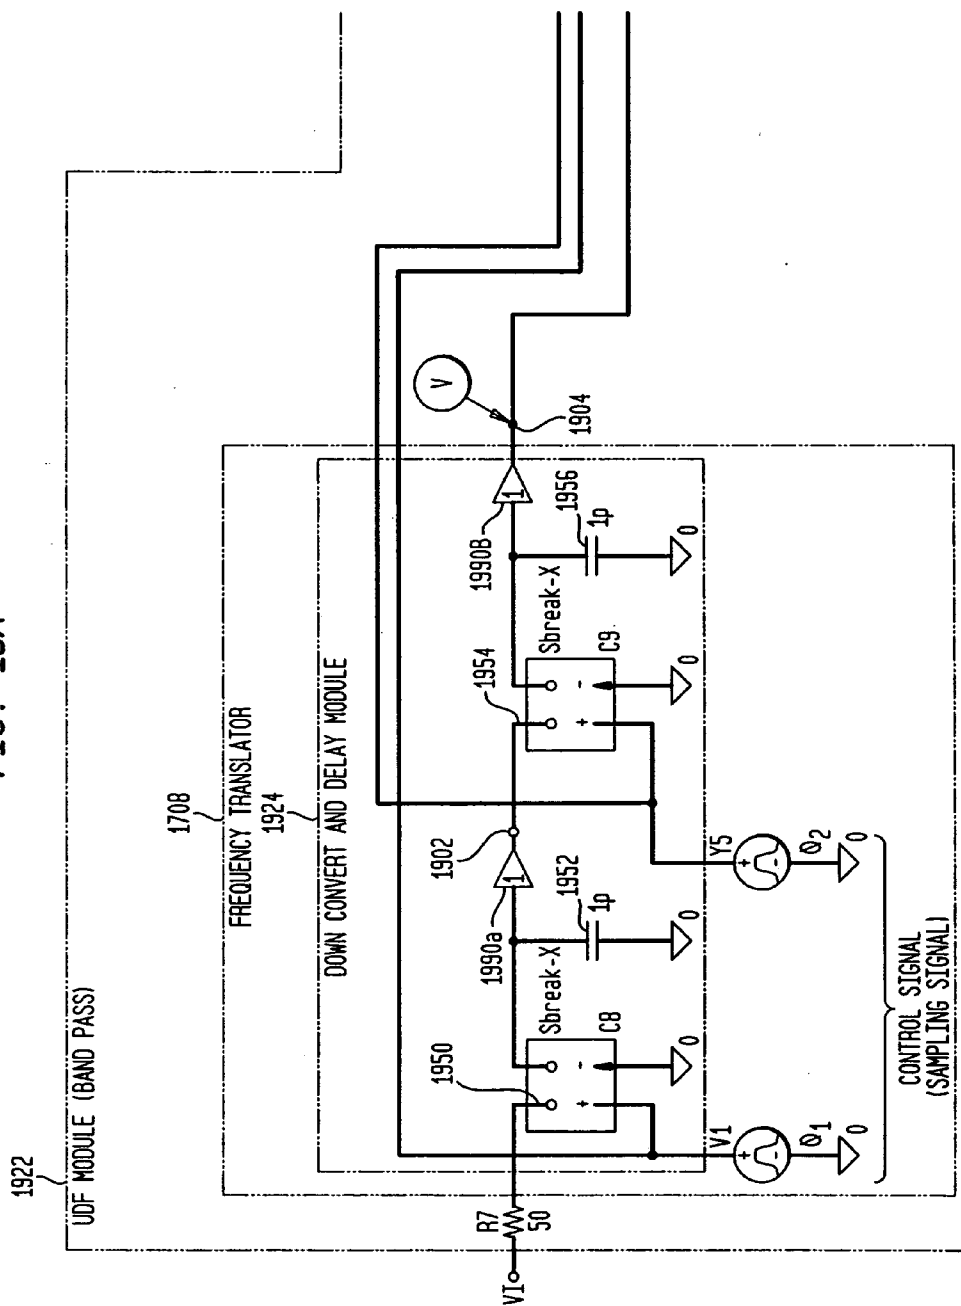 1922
UDF MODULE (BAND PASS)
1708
FREQUENCY TRANSLATOR
1924
DOWN CONVERT AND DELAY MODULE
VI
R7
50
1950
Sbreak-X
C8
+
-
0
1990a
1
1952
1p
0
1902
1954
Sbreak-X
C9
+
-
0
1990B
1
1956
1p
0
V
1904
V1
+
-
Φ1
0
Y5
+
-
Φ2
0
CONTROL SIGNAL
(SAMPLING SIGNAL)